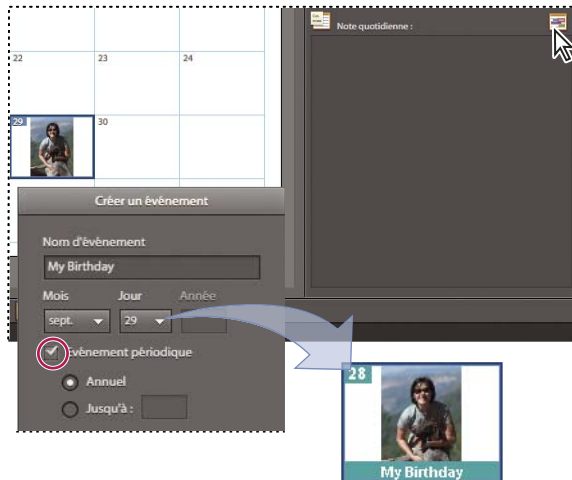 Note quotidienne :
22 23 24
29 30
Créer un évènement
Nom d'évènement
My Birthday
Mois Jour Année
sept. 29
Evénement périodique
Annuel
Jusqu'à :
28
My Birthday